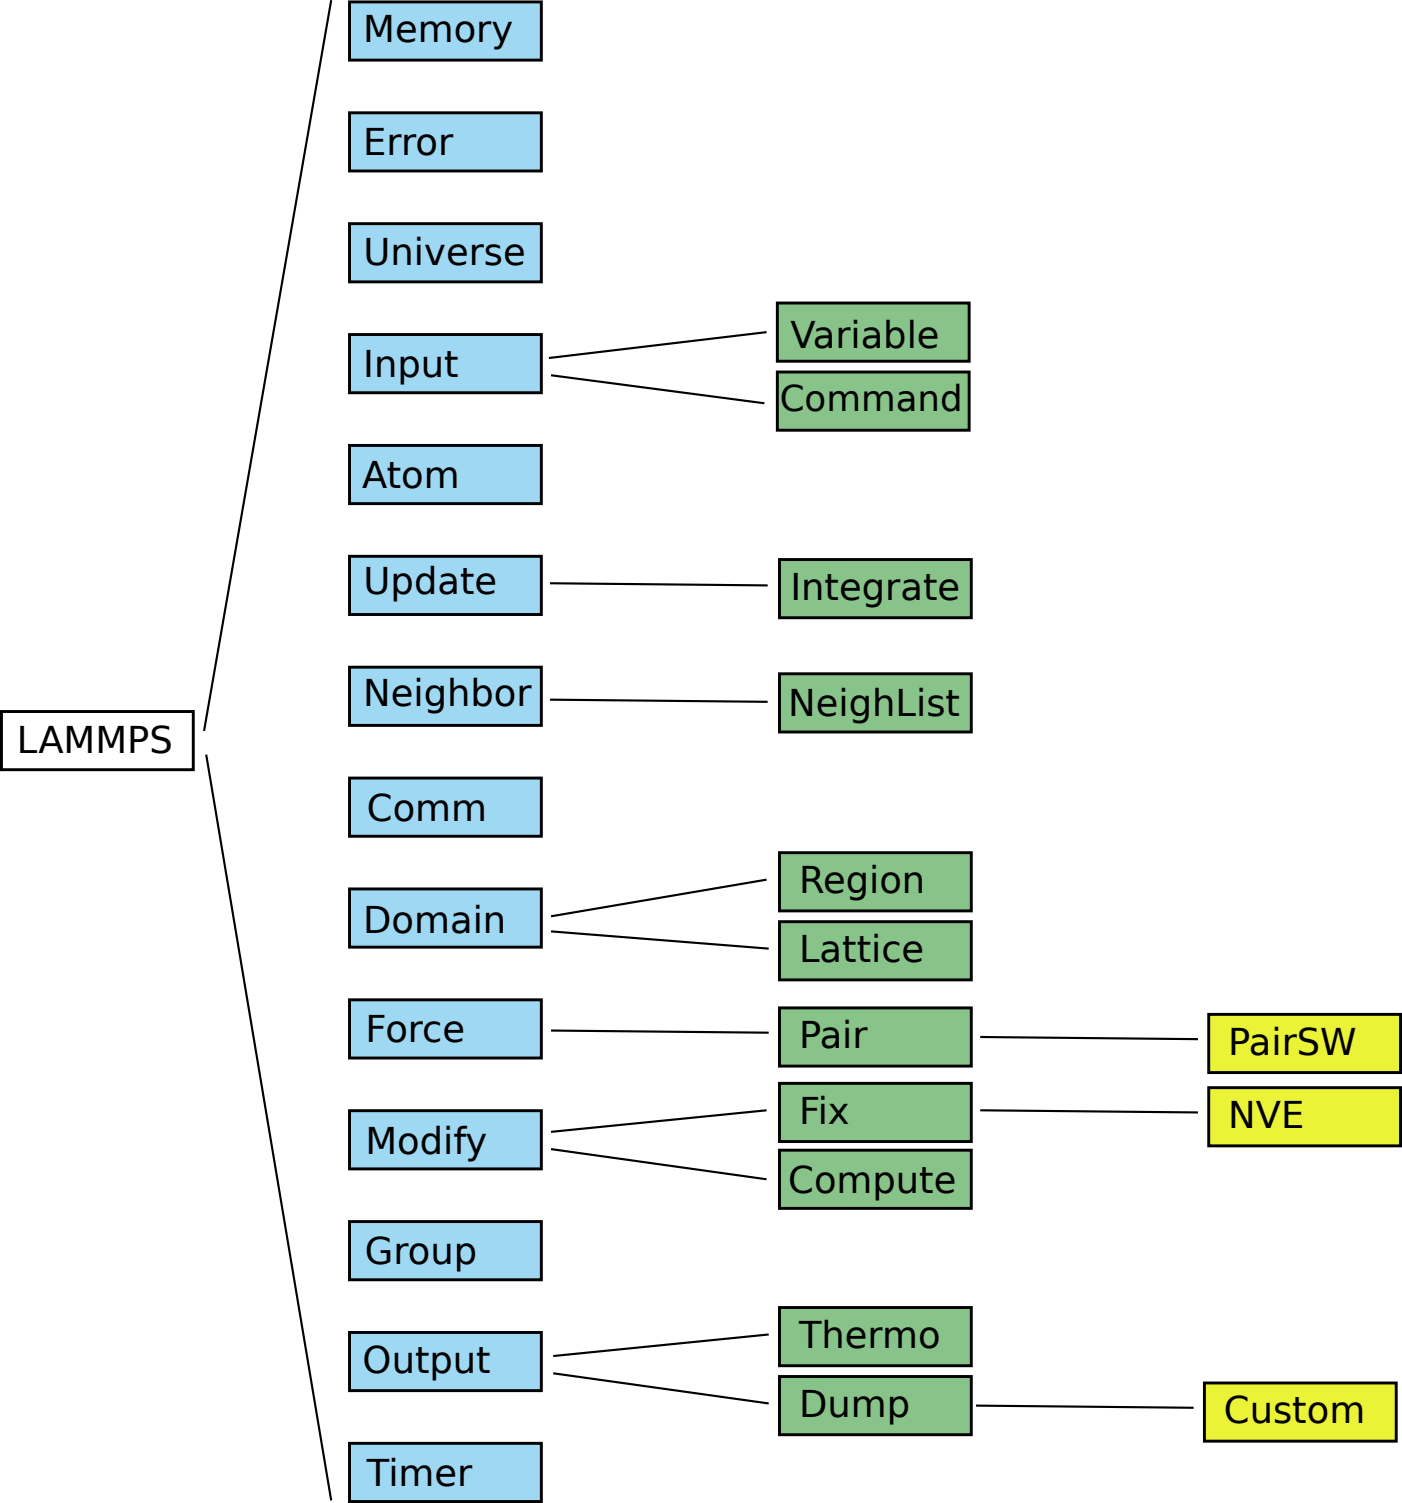 Memory
Error
Universe
Input
Variable
Command
Atom
Update
Integrate
Neighbor
NeighList
LAMMPS
Comm
Domain
Region
Lattice
Force
Pair
PairSW
Modify
Fix
NVE
Compute
Group
Output
Thermo
Dump
Custom
Timer